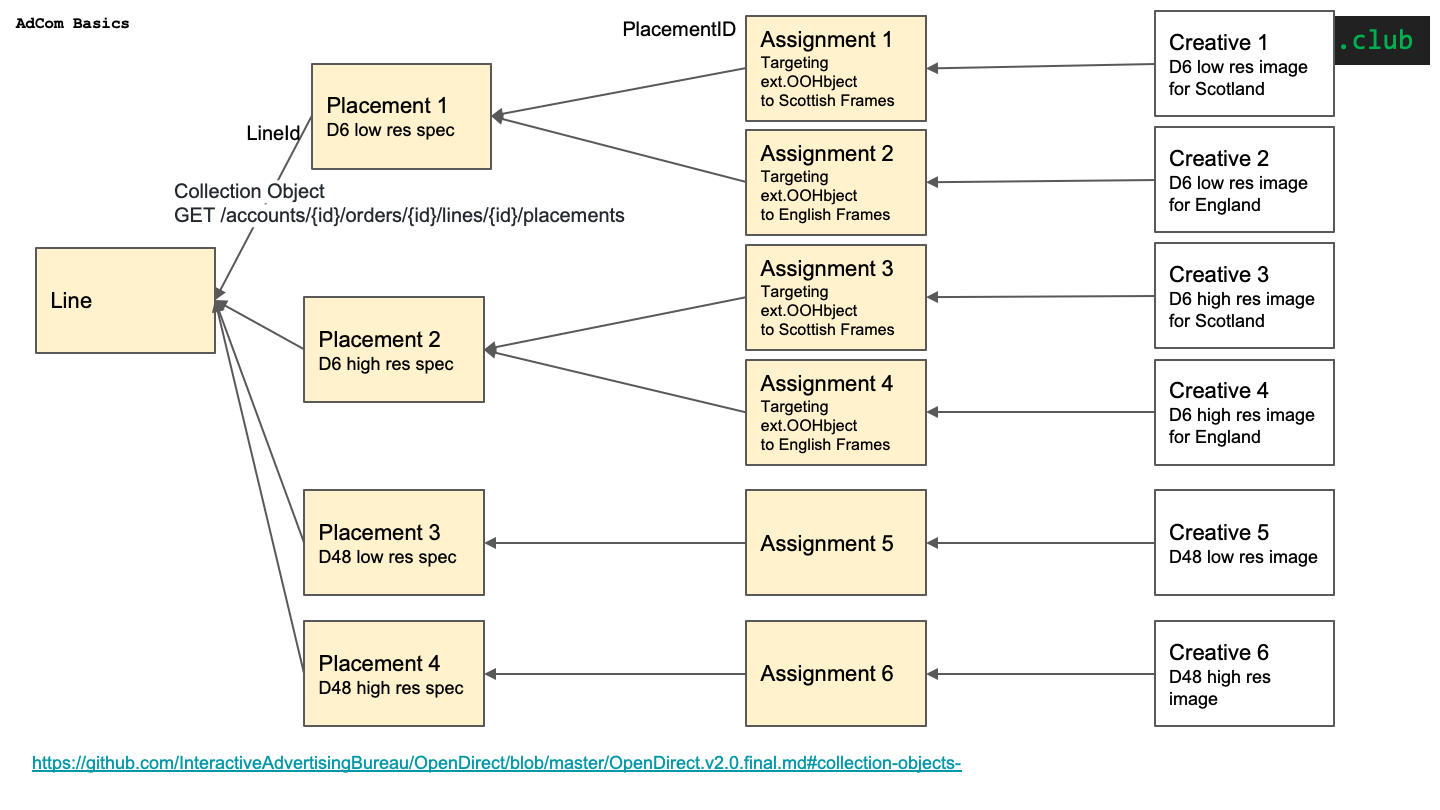 AdCom Basics
PlacementID
.club
Assignment 1
Targeting
ext.OOHbject
to Scottish Frames
Creative 1
D6 low res image
for Scotland
Placement 1
D6 low res spec
LineId
Assignment 2
Targeting
ext.OOHbject
to English Frames
Creative 2
D6 low res image
for England
Collection Object
GET /accounts/{id}/orders/{id}/lines/{id}/placements
Line
Assignment 3
Targeting
ext.OOHbject
to Scottish Frames
Creative 3
D6 high res image
for Scotland
Placement 2
D6 high res spec
Assignment 4
Targeting
ext.OOHbject
to English Frames
Creative 4
D6 high res image
for England
Placement 3
D48 low res spec
Assignment 5
Creative 5
D48 low res image
Placement 4
D48 high res spec
Assignment 6
Creative 6
D48 high res
image
https://github.com/InteractiveAdvertisingBureau/OpenDirect/blob/master/OpenDirect.v2.0.final.md#collection-objects-